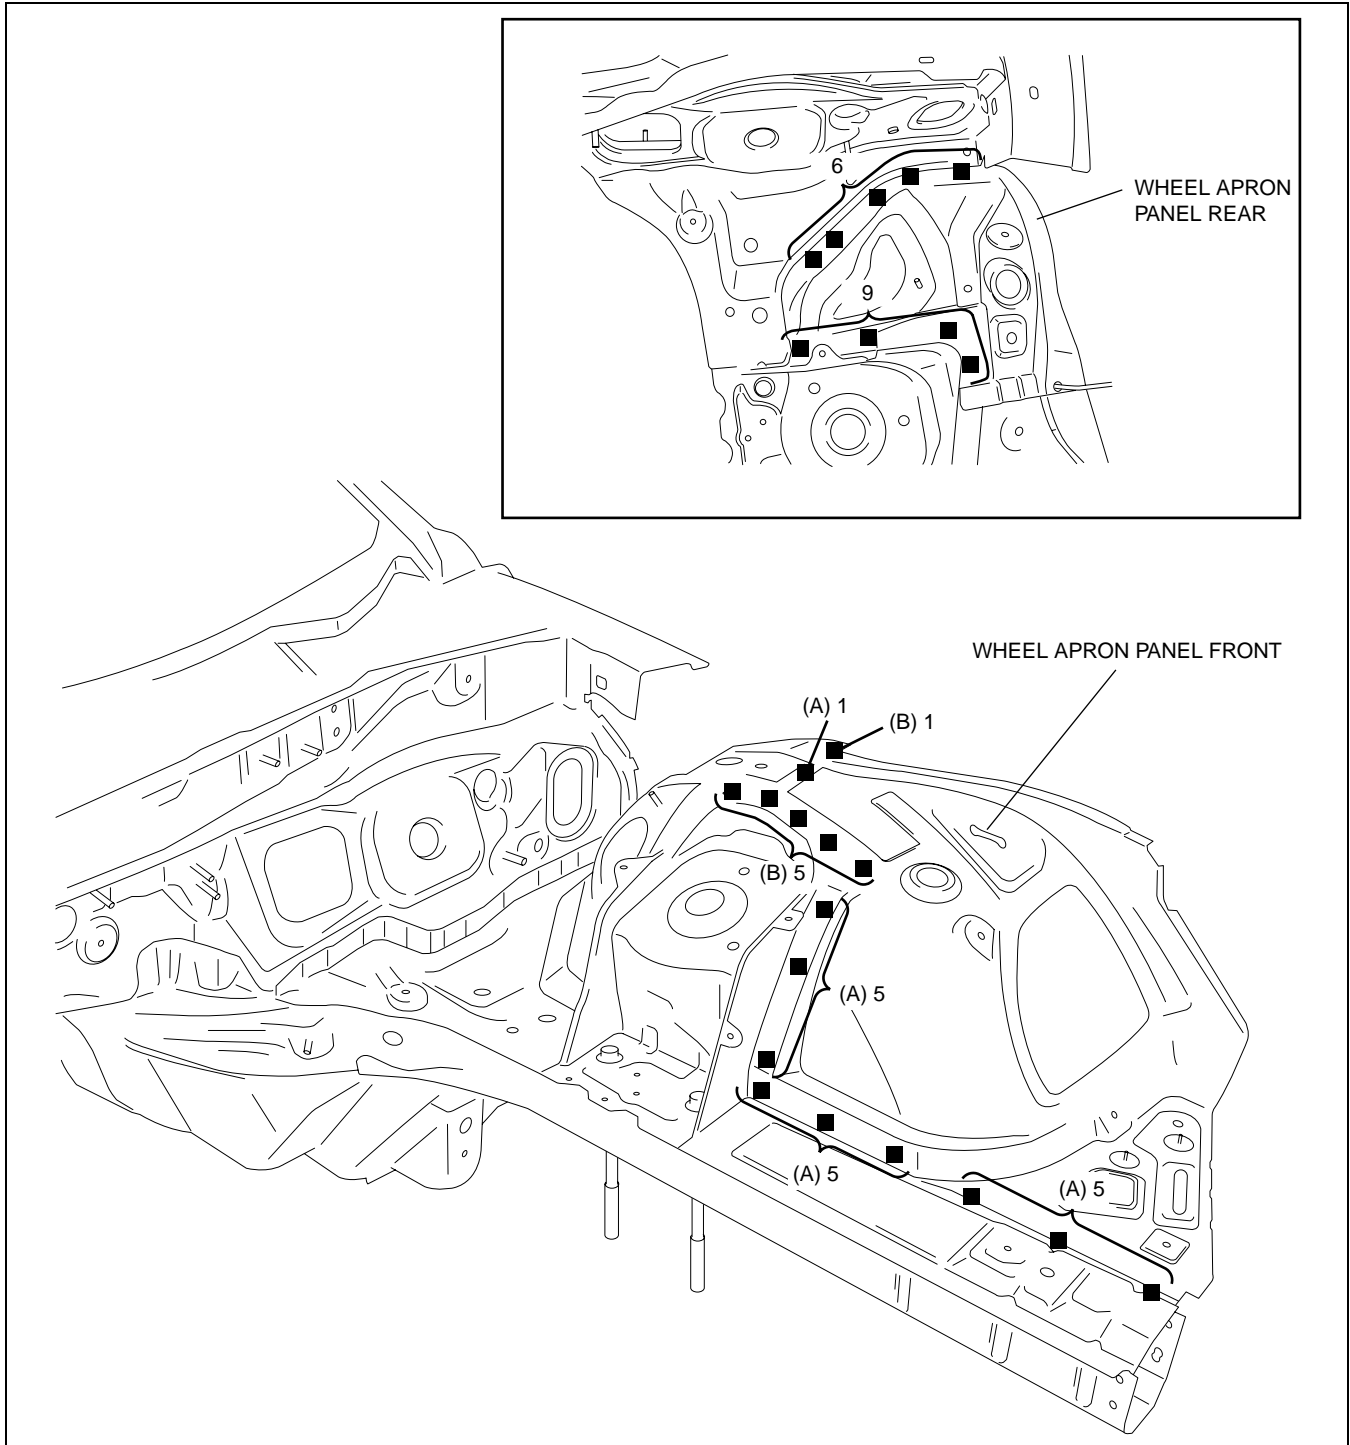 6
WHEEL APRON
PANEL REAR
9
WHEEL APRON PANEL FRONT
(A) 1
(B) 1
(B) 5
(A) 5
(A) 5
(A) 5